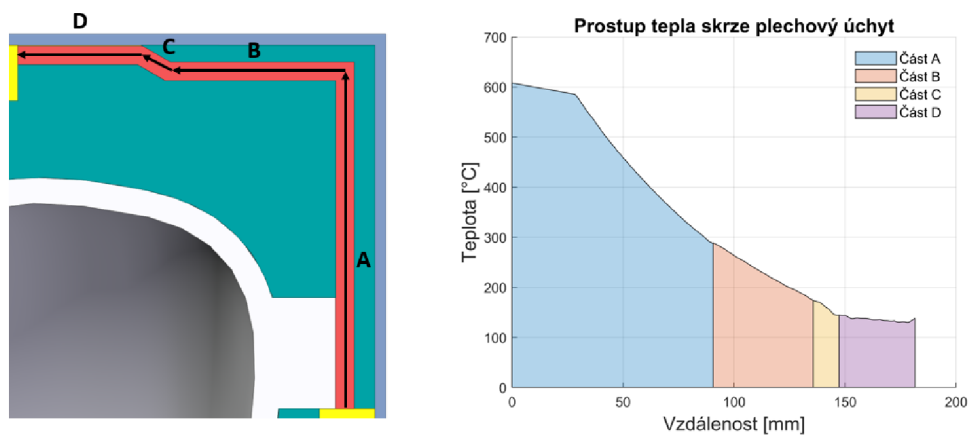 D
C
B
A
Prostup tepla skrze plechový úchyt
700
600
500
400
300
200
100
0
Teplota [°C]
Část A
Část B
Část C
Část D
0 50 100 150 200
Vzdálenost [mm]